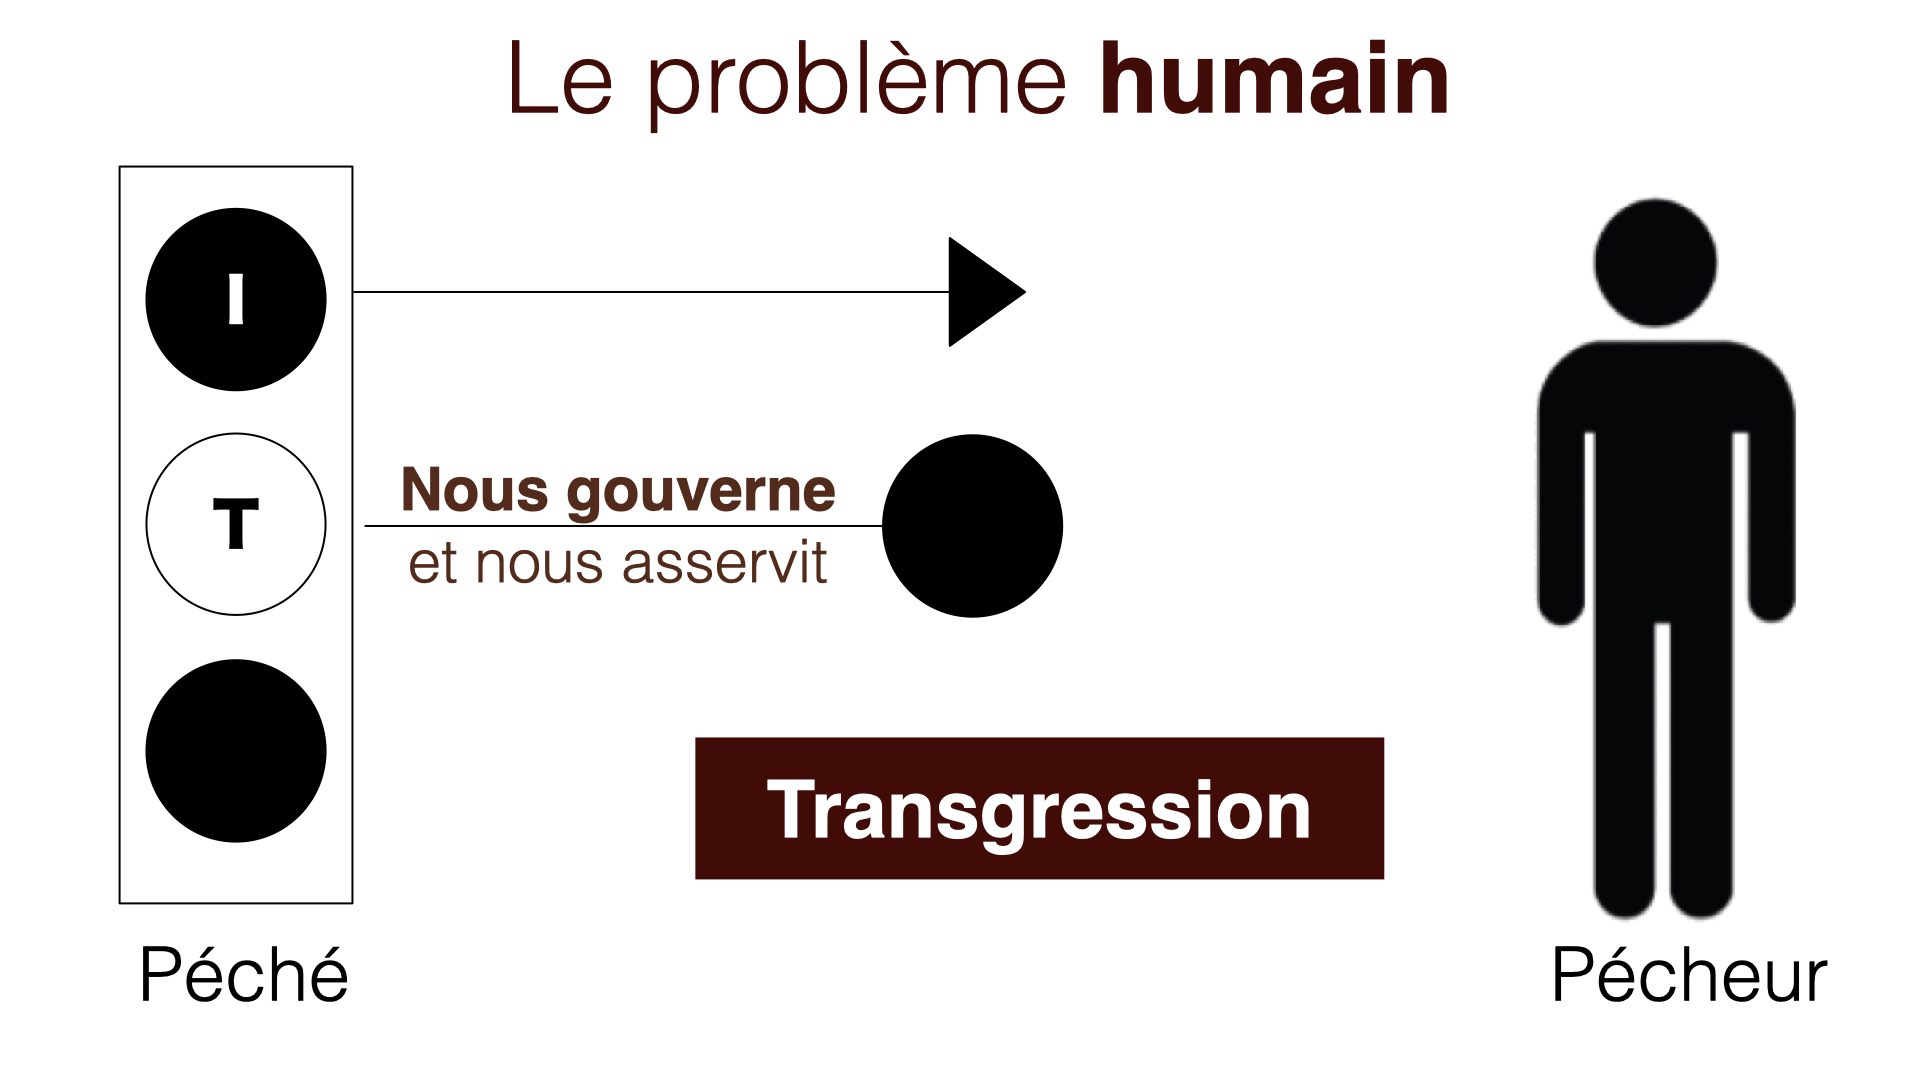 Le problème humain
I
T
Nous gouverne
et nous asservit
Transgression
Péché
Pécheur